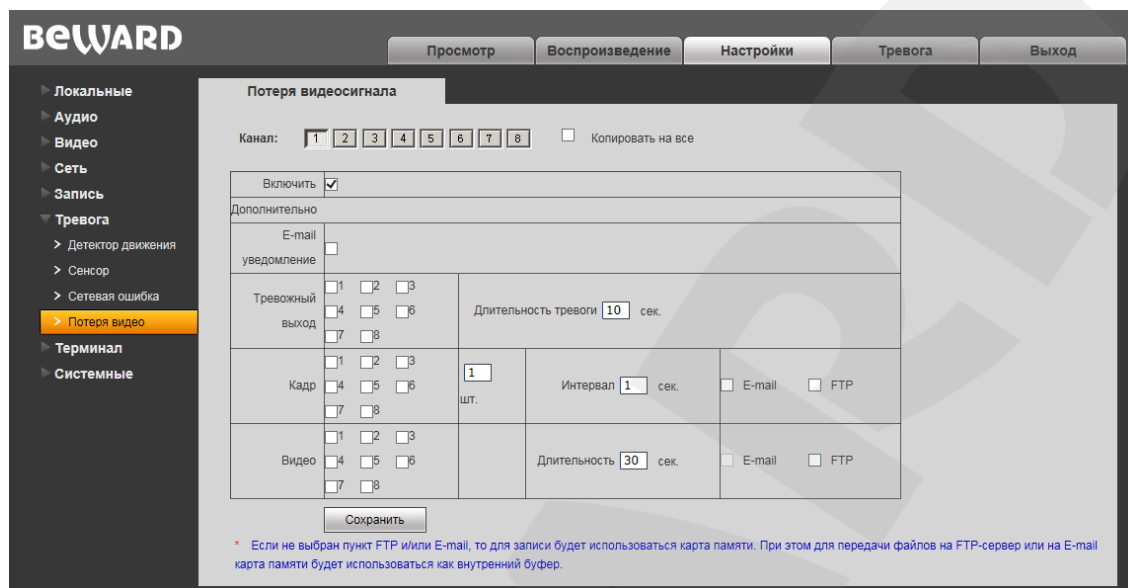 BEWARD
Просмотр Воспроизведение Настройки Тревога Выход
Локальные
Аудио
Видео
Сеть
Запись
Тревога
> Детектор движения
> Сенсор
> Сетевая ошибка
> Потеря видео
Терминал
Системные
Потеря видеосигнала
Канал: 1 2 3 4 5 6 7 8 Копировать на все
Включить
Дополнительно
E-mail
уведомление
Тревожный
выход
1 2 3
4 5 6
7 8
Длительность тревоги 10 сек.
Кадр
1 2 3
4 5 6
7 8
1
шт.
Интервал 1 сек.
E-mail FTP
Видео
1 2 3
4 5 6
7 8
Длительность 30 сек.
E-mail FTP
Сохранить
* Если не выбран пункт FTP и/или E-mail, то для записи будет использоваться карта памяти. При этом для передачи файлов на FTP-сервер или на E-mail
карта памяти будет использоваться как внутренний буфер.